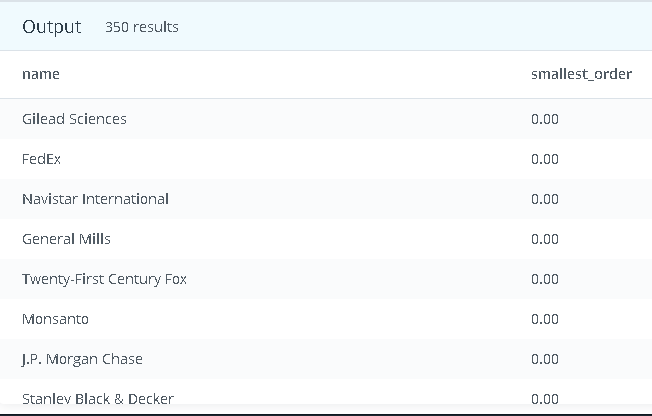 Output 350 results
name smallest_order
Gilead Sciences 0.00
FedEx 0.00
Navistar International 0.00
General Mills 0.00
Twenty-First Century Fox 0.00
Monsanto 0.00
J.P. Morgan Chase 0.00
Stanley Black & Decker 0.00